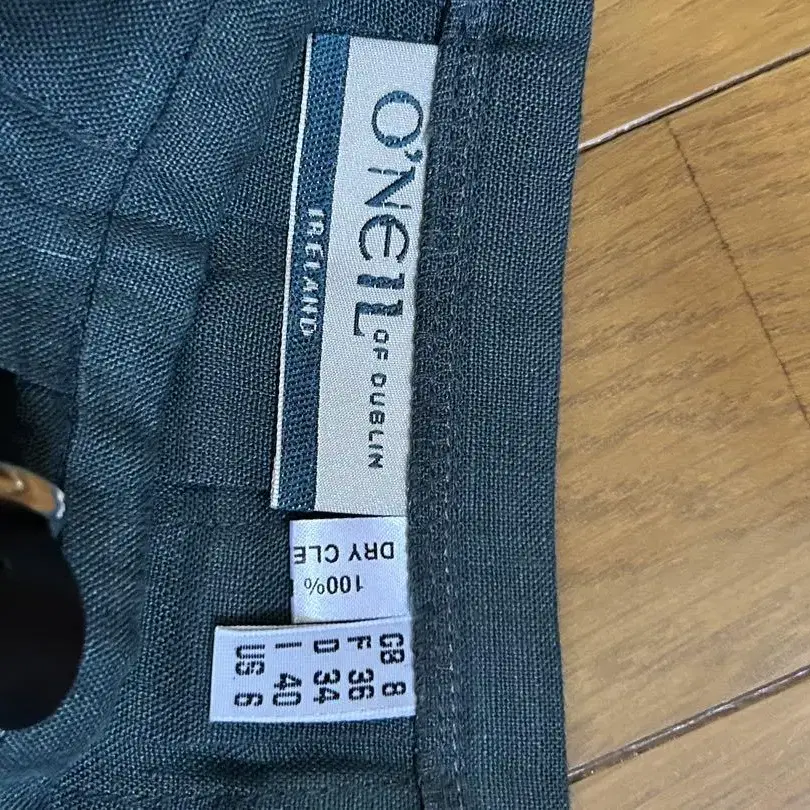 O'NEIL
OF DUBLIN
IRELAND
100%
DRY CLE
GB 8
F 36
D 34
I 40
US 6